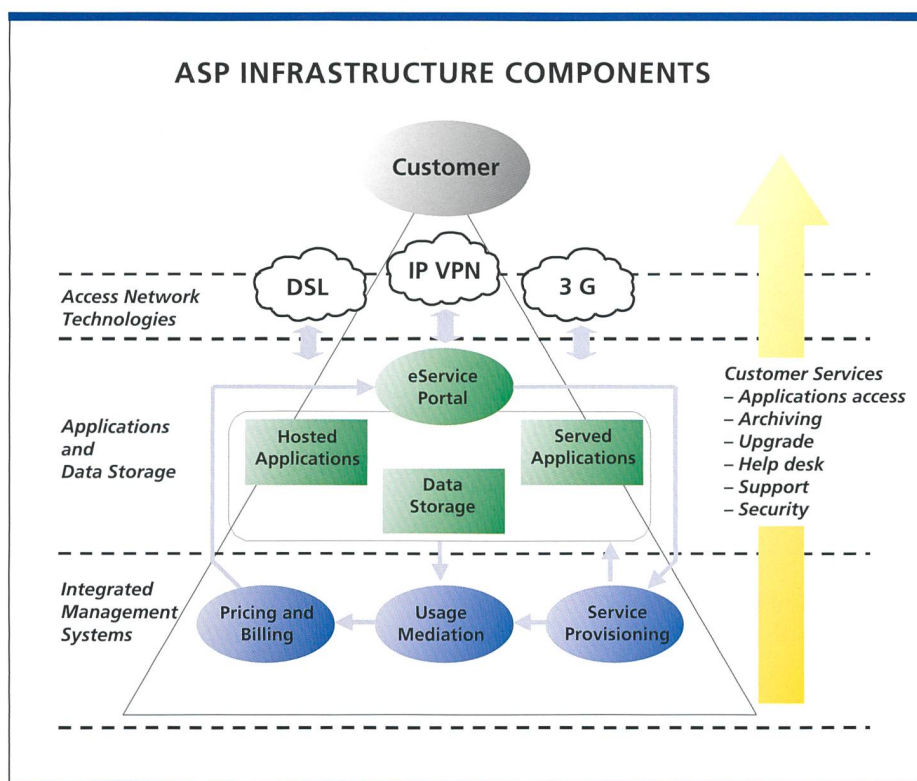 ASP INFRASTRUCTURE COMPONENTS
Customer
DSL
IP VPN
3 G
Access Network
Technologies
eService
Portal
Applications
and
Data Storage
Hosted
Applications
Served
Applications
Data
Storage
Customer Services
– Applications access
– Archiving
– Upgrade
– Help desk
– Support
– Security
Integrated
Management
Systems
Pricing and
Billing
Usage
Mediation
Service
Provisioning